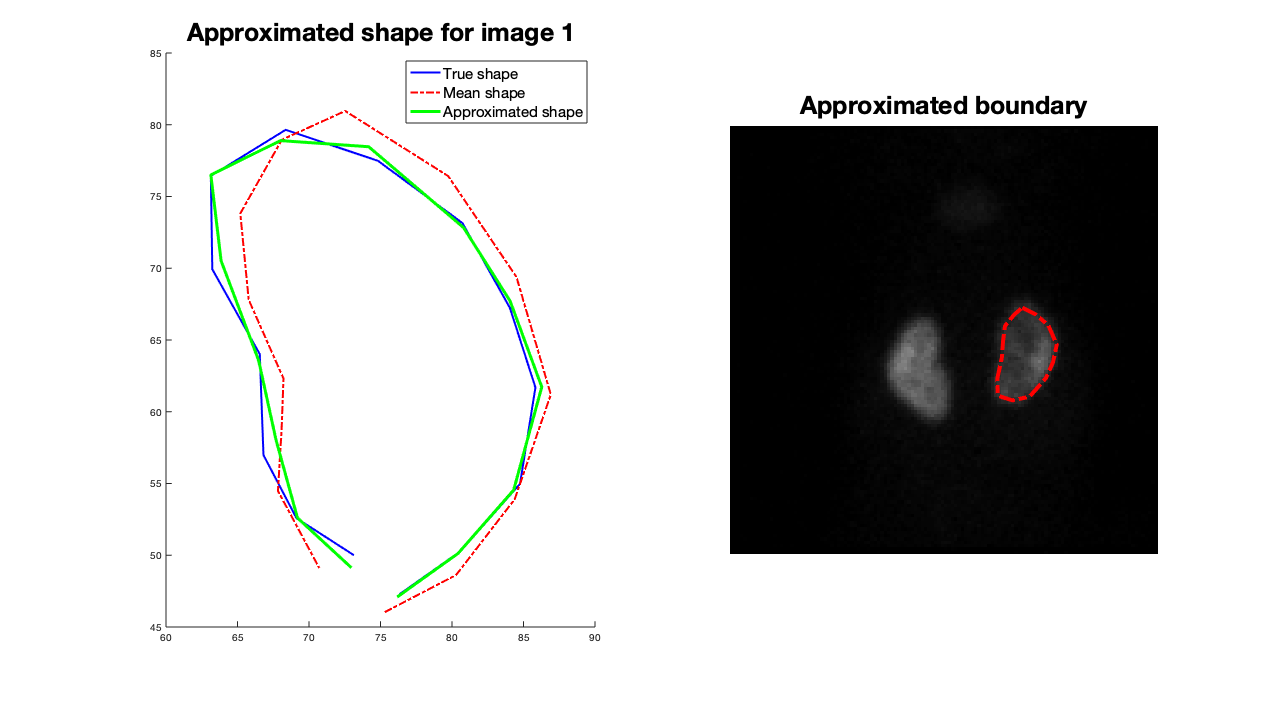 Approximated shape for image 1
85
80
75
70
65
60
55
50
45
60 65 70 75 80 85 90
True shape
Mean shape
Approximated shape
Approximated boundary